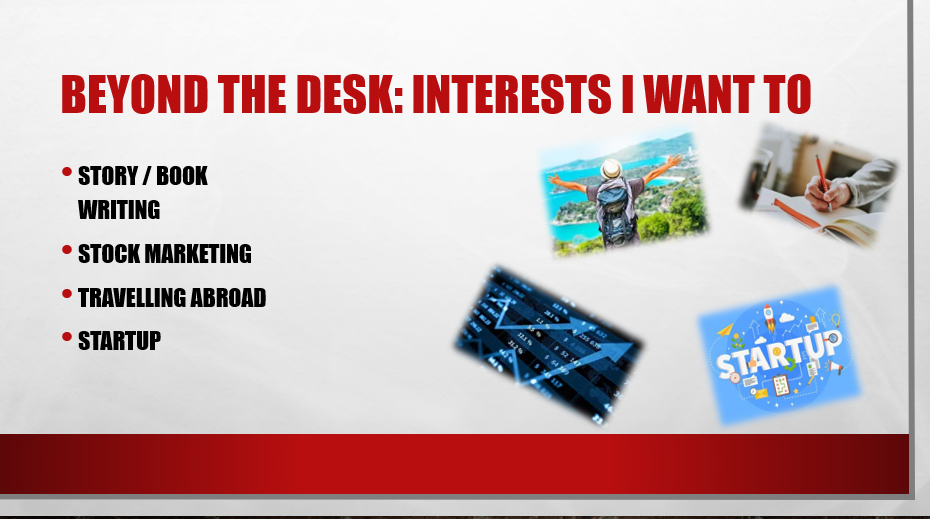 BEYOND THE DESK: INTERESTS I WANT TO
• STORY / BOOK
WRITING
• STOCK MARKETING
• TRAVELLING ABROAD
• STARTUP
STARTUP